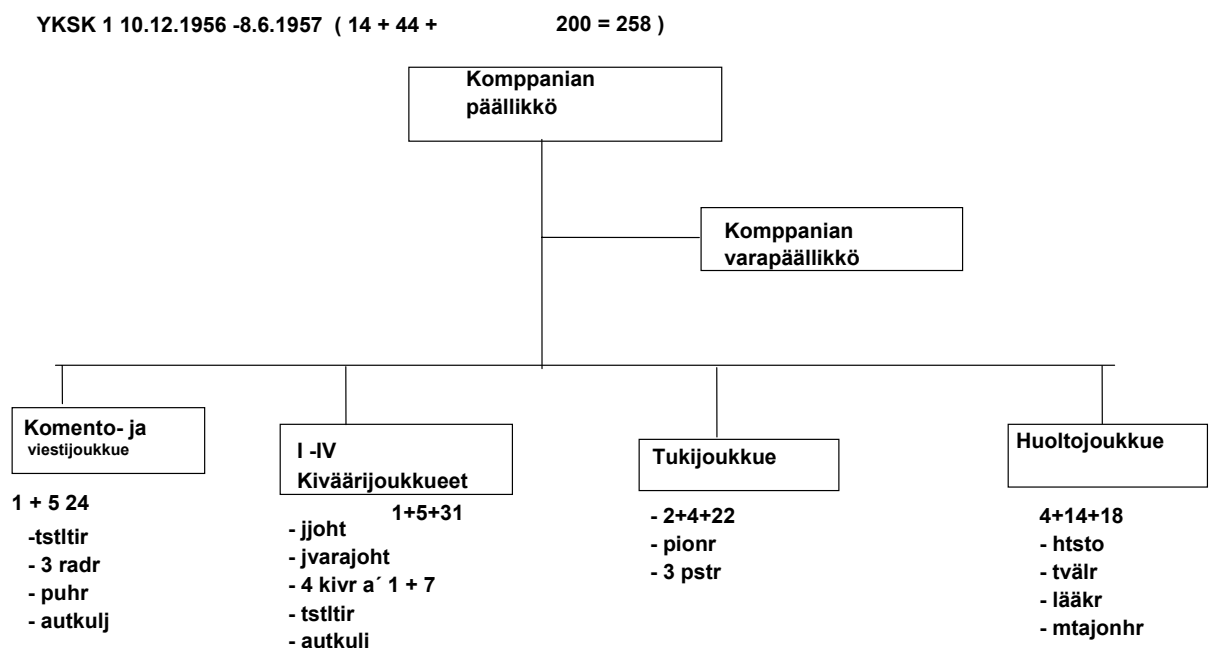 YKSK 1 10.12.1956 -8.6.1957 ( 14 + 44 + 200 = 258 )
Komppanian
päällikkö
Komppanian
varapäällikkö
Komento- ja
viestijoukkue
1 + 5 24
-tstltir
- 3 radr
- puhr
- autkulj
I -IV
Kiväärijoukkueet
1+5+31
- jjoht
- jvarajoht
- 4 kivr a´ 1 + 7
- tstltir
- autkulj
Tukijoukkue
- 2+4+22
- pionr
- 3 pstr
Huoltojoukkue
4+14+18
- htsto
- tvälr
- lääkr
- mtajonhr